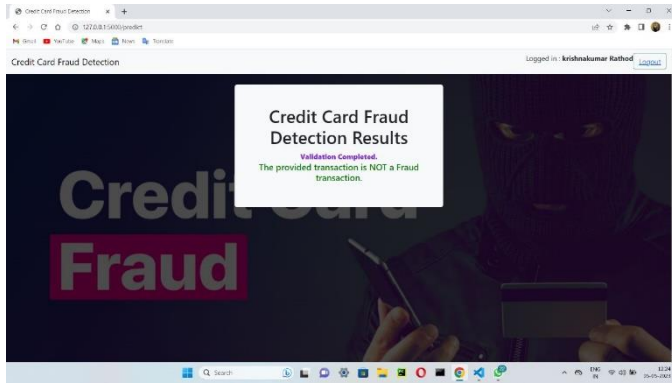 Credit Card Fraud Detection
127.0.0.1:5000/predict
Gmail YouTube Maps News Translate
Credit Card Fraud Detection
Logged in : krishnakumar Rathod Logout
Credit Card Fraud
Detection Results
Validation Completed.
The provided transaction is NOT a Fraud
transaction.
Credit Card
Fraud
Search
ENG
IN